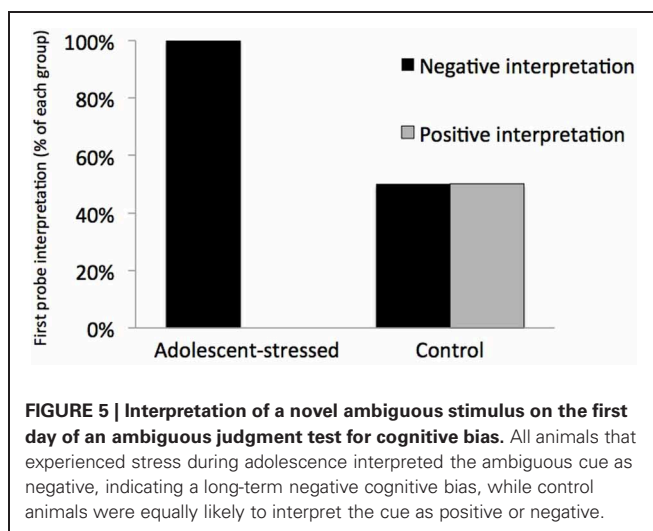 100%
80%
60%
40%
20%
0%
First probe interpretation (% of each group)
Negative interpretation
Positive interpretation
Adolescent-stressed
Control
FIGURE 5 | Interpretation of a novel ambiguous stimulus on the first
day of an ambiguous judgment test for cognitive bias. All animals that
experienced stress during adolescence interpreted the ambiguous cue as
negative, indicating a long-term negative cognitive bias, while control
animals were equally likely to interpret the cue as positive or negative.